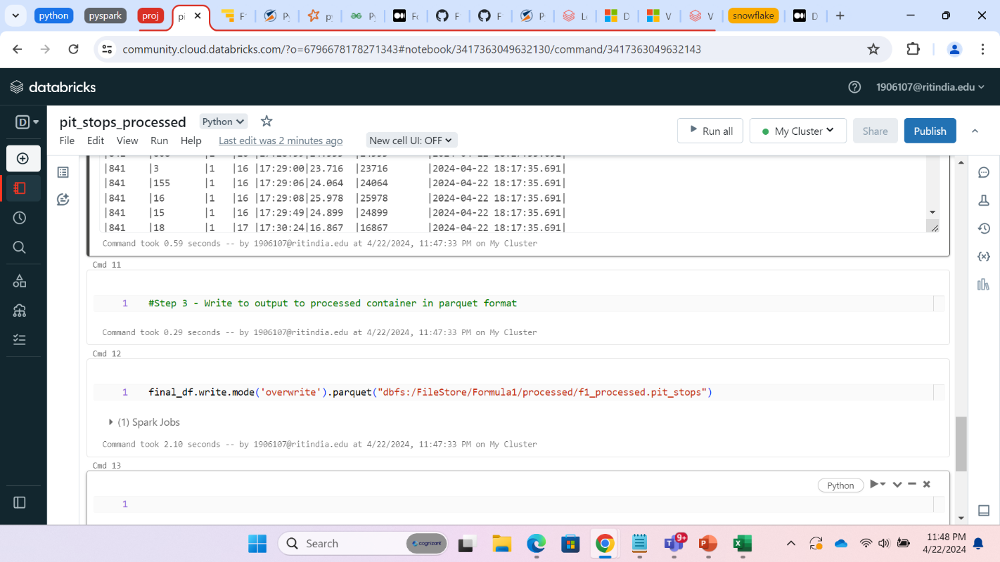 python
pyspark
proj
pi
F
Py
py
Py
Fo
F
F
P
Le
D
V
V
snowflake
D
community.cloud.databricks.com/?o=6796678178271343#notebook/3417363049632130/command/3417363049632143
databricks
1906107@ritindia.edu
D
pit_stops_processed
Python
File Edit View Run Help Last edit was 2 minutes ago New cell UI: OFF
Run all
My Cluster
Share
Publish
|841 |3 |1 |16 |17:29:00|23.716 |23716 |2024-04-22 18:17:35.691|
|841 |155 |1 |16 |17:29:06|24.064 |24064 |2024-04-22 18:17:35.691|
|841 |16 |1 |16 |17:29:08|25.978 |25978 |2024-04-22 18:17:35.691|
|841 |15 |1 |16 |17:29:49|24.899 |24899 |2024-04-22 18:17:35.691|
|841 |18 |1 |17 |17:30:24|16.867 |16867 |2024-04-22 18:17:35.691|
Command took 0.59 seconds -- by 1906107@ritindia.edu at 4/22/2024, 11:47:33 PM on My Cluster
Cmd 11
1 #Step 3 - Write to output to processed container in parquet format
Command took 0.29 seconds -- by 1906107@ritindia.edu at 4/22/2024, 11:47:33 PM on My Cluster
Cmd 12
1 final_df.write.mode('overwrite').parquet("dbfs:/FileStore/Formula1/processed/f1_processed.pit_stops")
(1) Spark Jobs
Command took 2.10 seconds -- by 1906107@ritindia.edu at 4/22/2024, 11:47:33 PM on My Cluster
Cmd 13
Python
1
Search
cognizant
9+
11:48 PM
4/22/2024